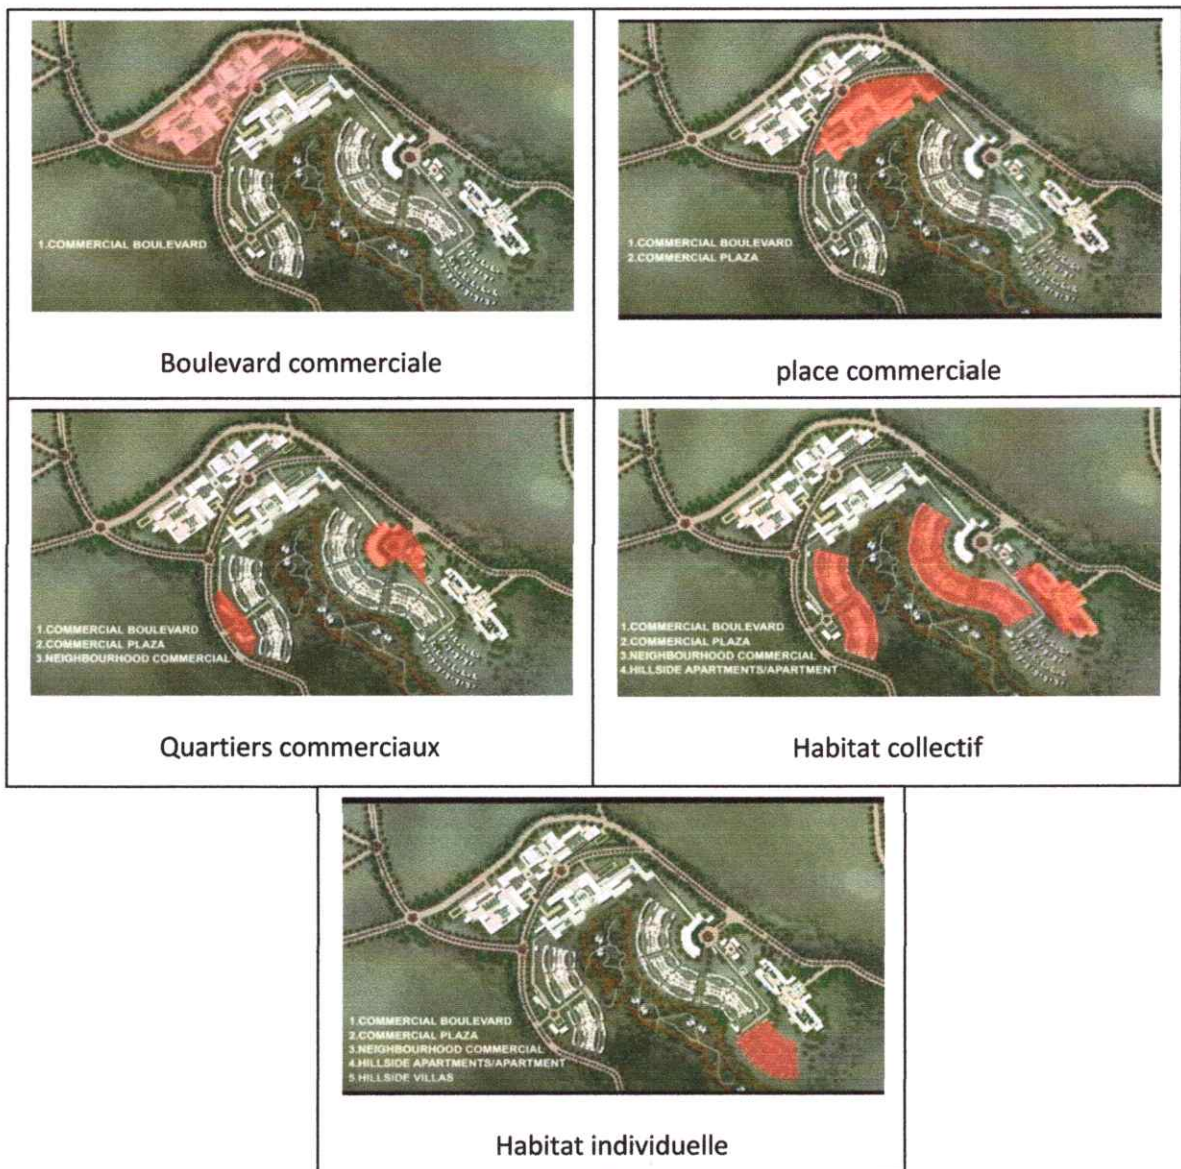 1.COMMERCIAL BOULEVARD
Boulevard commerciale
1.COMMERCIAL BOULEVARD
2.COMMERCIAL PLAZA
place commerciale
1.COMMERCIAL BOULEVARD
2.COMMERCIAL PLAZA
3.NEIGHBOURHOOD COMMERCIAL
Quartiers commerciaux
1.COMMERCIAL BOULEVARD
2.COMMERCIAL PLAZA
3.NEIGHBOURHOOD COMMERCIAL
4.HILLSIDE APARTMENTS/APARTMENT
Habitat collectif
1.COMMERCIAL BOULEVARD
2.COMMERCIAL PLAZA
3.NEIGHBOURHOOD COMMERCIAL
4.HILLSIDE APARTMENTS/APARTMENT
5 HILLSIDE VILLAS
Habitat individuelle